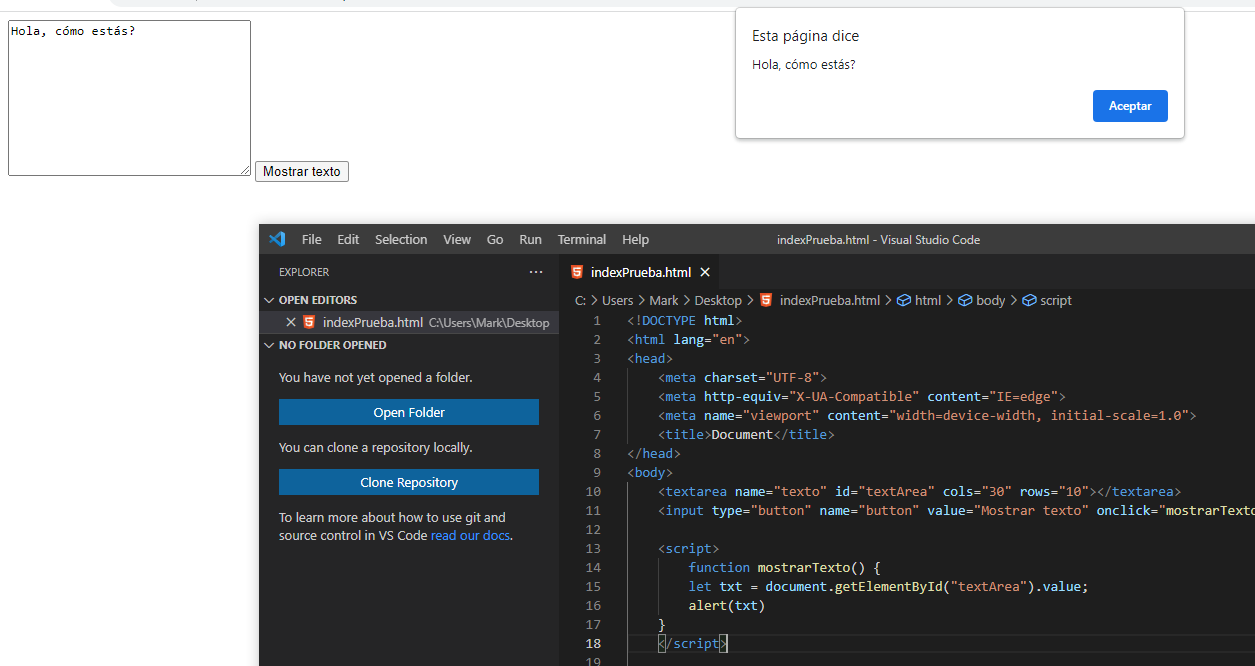 Hola, cómo estás?
Mostrar texto
Esta página dice
Hola, cómo estás?
Aceptar
File Edit Selection View Go Run Terminal Help
indexPrueba.html - Visual Studio Code
EXPLORER ...
OPEN EDITORS
indexPrueba.html C:\Users\Mark\Desktop
NO FOLDER OPENED
You have not yet opened a folder.
Open Folder
You can clone a repository locally.
Clone Repository
To learn more about how to use git and
source control in VS Code read our docs.
indexPrueba.html
C: > Users > Mark > Desktop > indexPrueba.html > html > body > script
1 <!DOCTYPE html>
2 <html lang="en">
3 <head>
4 <meta charset="UTF-8">
5 <meta http-equiv="X-UA-Compatible" content="IE=edge">
6 <meta name="viewport" content="width=device-width, initial-scale=1.0">
7 <title>Document</title>
8 </head>
9 <body>
10 <textarea name="texto" id="textArea" cols="30" rows="10"></textarea>
11 <input type="button" name="button" value="Mostrar texto" onclick="mostrarTexto
12
13 <script>
14 function mostrarTexto() {
15 let txt = document.getElementById("textArea").value;
16 alert(txt)
17 }
18 </script>
19